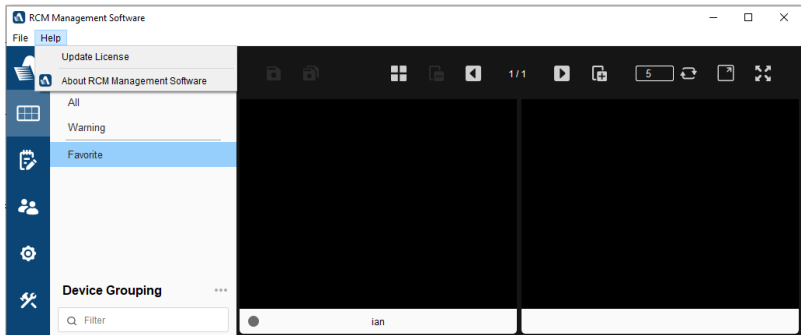 RCM Management Software
File Help
Update License
About RCM Management Software
1/1
5
All
Warning
Favorite
Device Grouping
Filter
ian